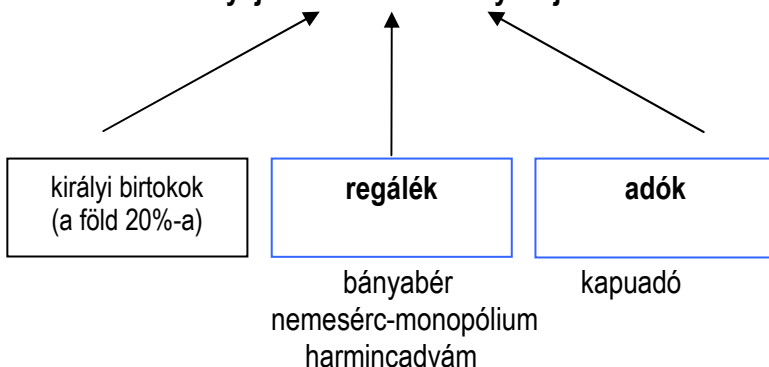 királyi birtokok
(a föld 20%-a)
regálék
adók
bányabér
kapuadó
nemesérc-monopólium
harmincadvám